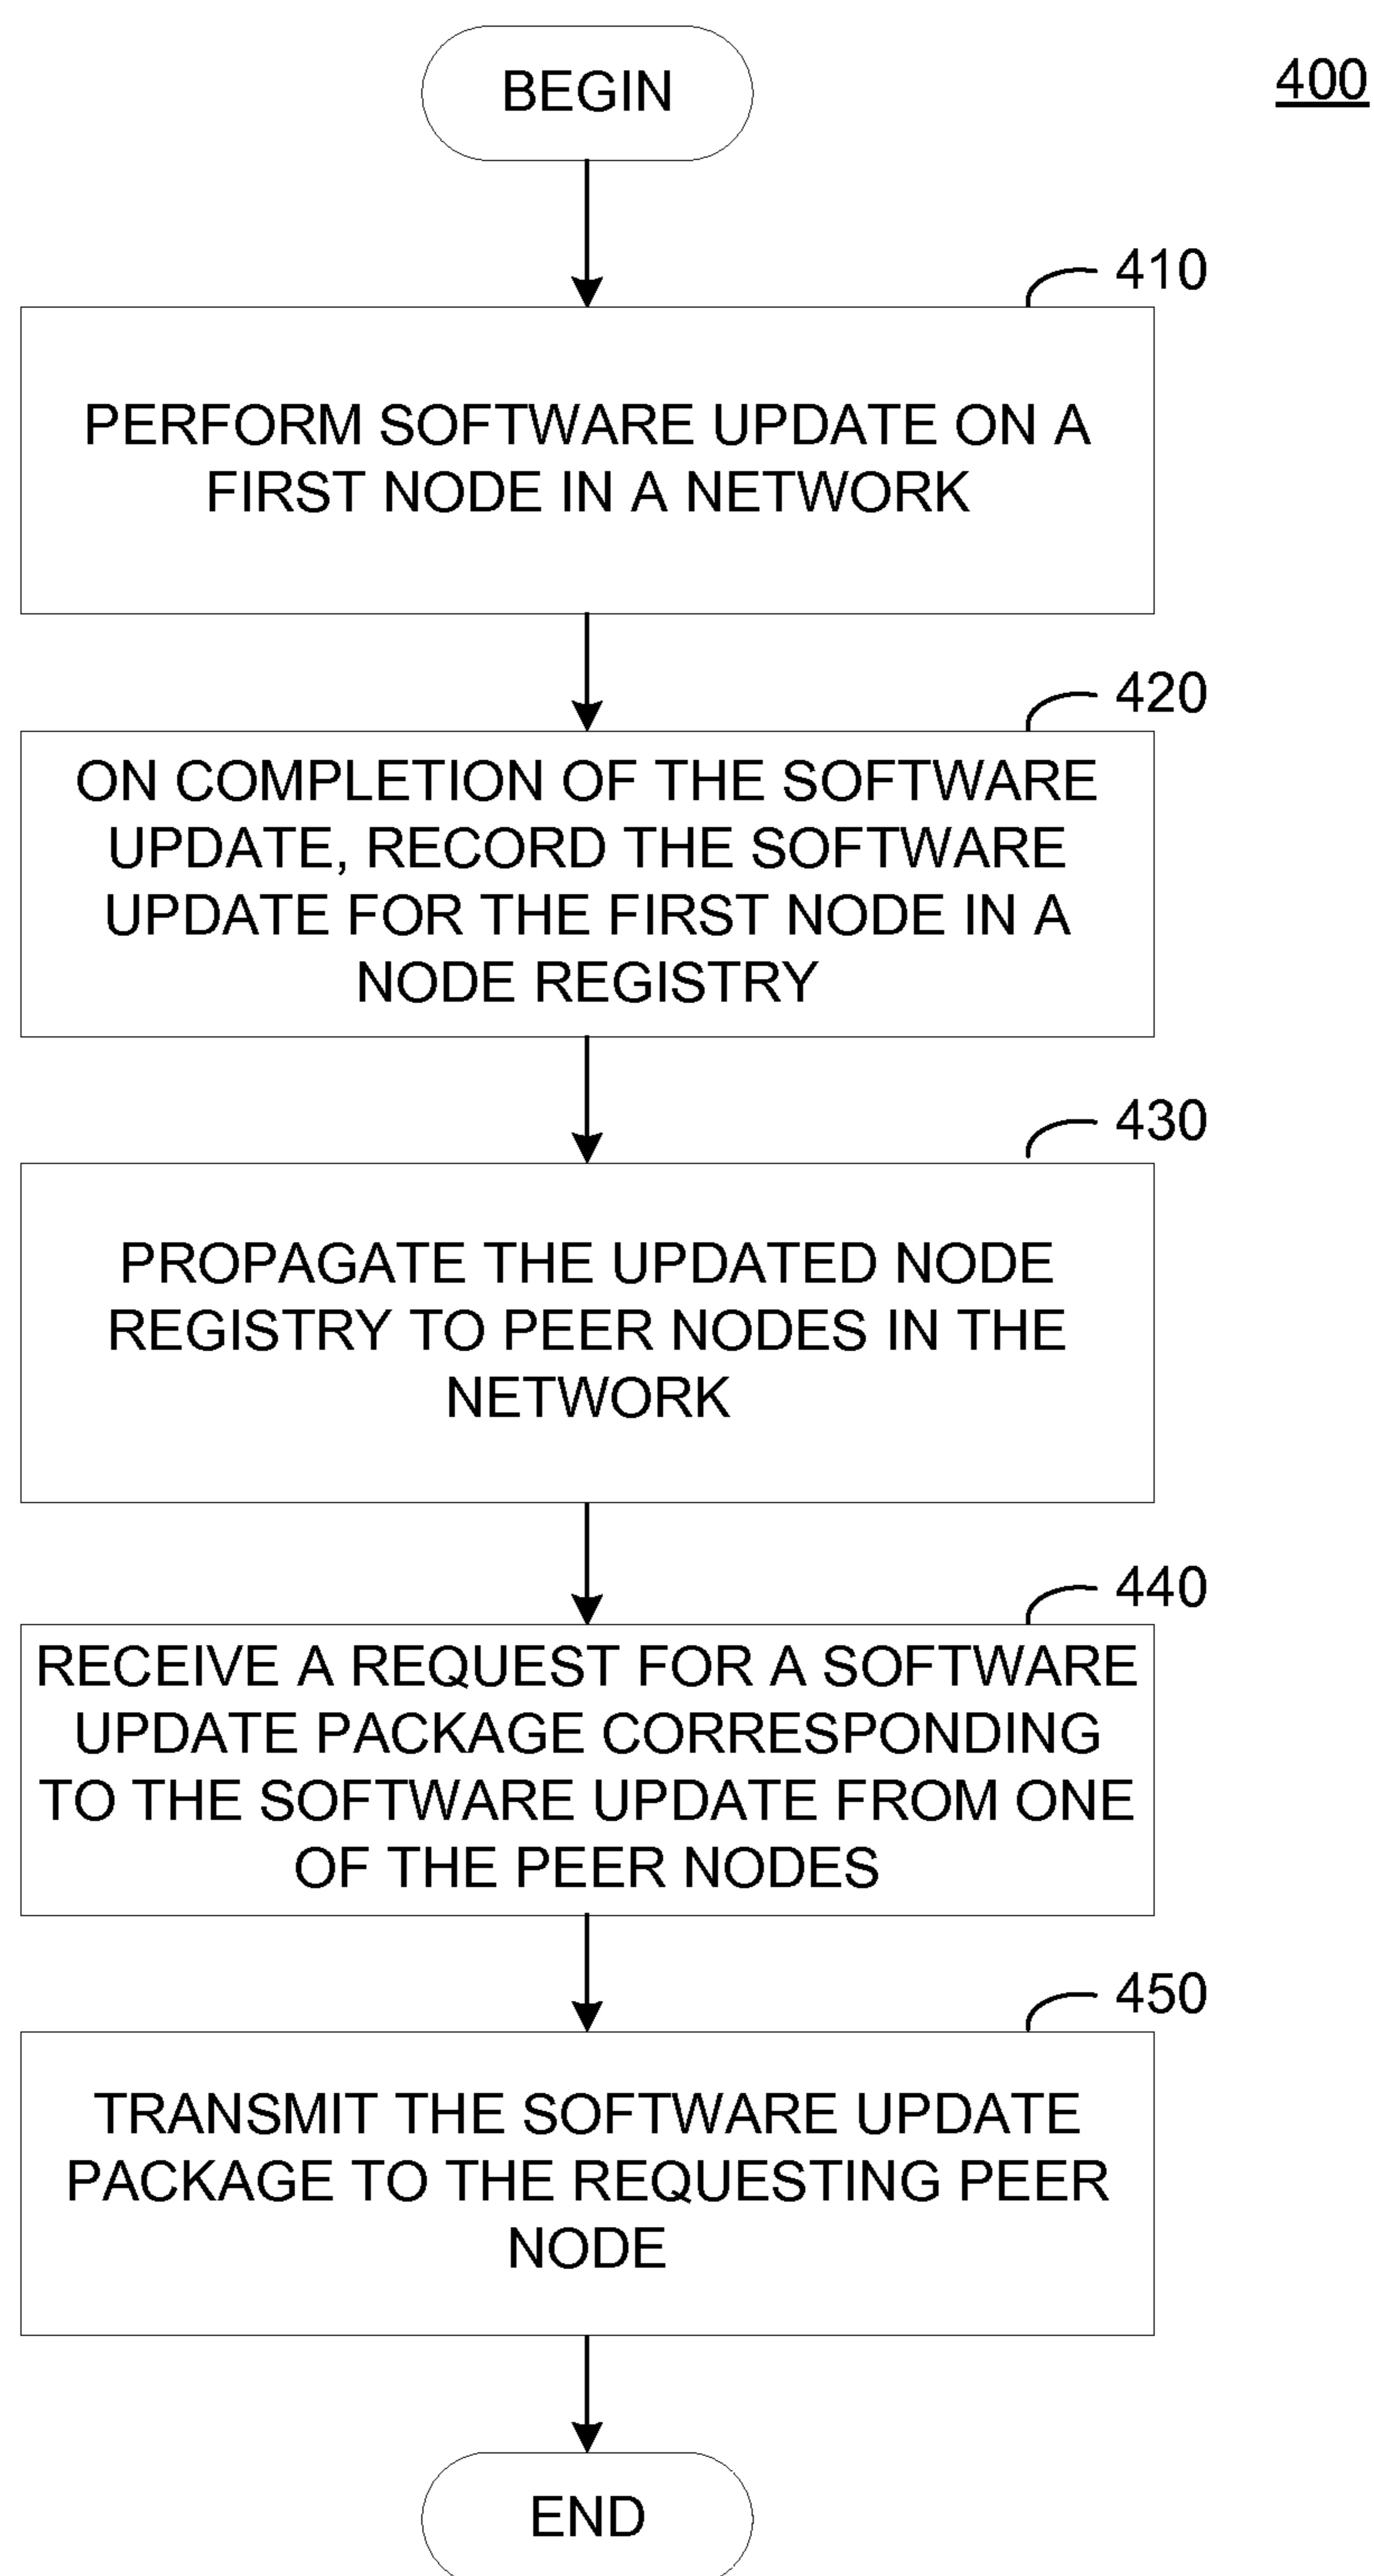 BEGIN
400
410
PERFORM SOFTWARE UPDATE ON A
FIRST NODE IN A NETWORK
420
ON COMPLETION OF THE SOFTWARE
UPDATE, RECORD THE SOFTWARE
UPDATE FOR THE FIRST NODE IN A
NODE REGISTRY
430
PROPAGATE THE UPDATED NODE
REGISTRY TO PEER NODES IN THE
NETWORK
440
RECEIVE A REQUEST FOR A SOFTWARE
UPDATE PACKAGE CORRESPONDING
TO THE SOFTWARE UPDATE FROM ONE
OF THE PEER NODES
450
TRANSMIT THE SOFTWARE UPDATE
PACKAGE TO THE REQUESTING PEER
NODE
END